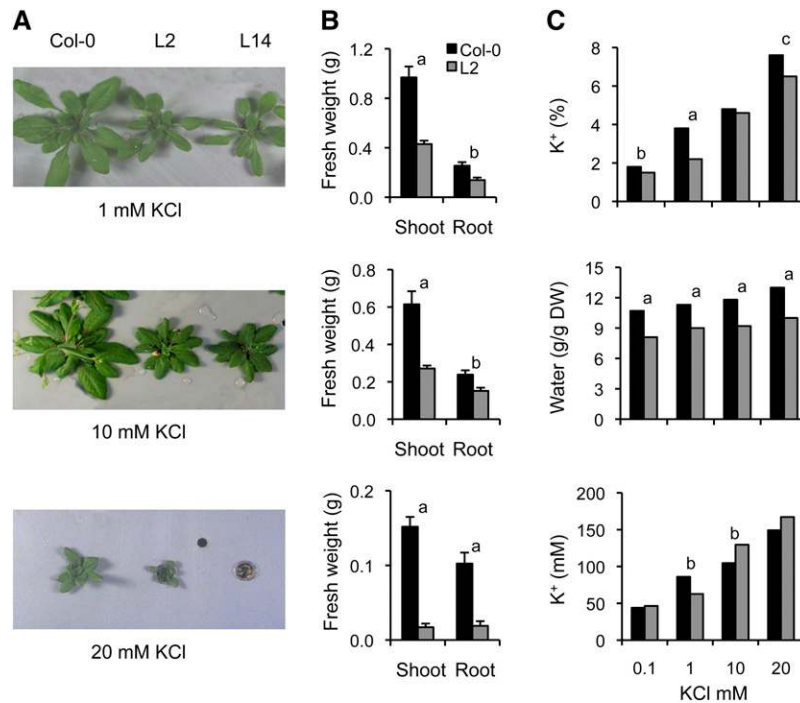 A
Col-0 L2 L14
1 mM KCl
10 mM KCl
20 mM KCl
B
Col-0
L2
Fresh weight (g)
1.2
0.8
0.4
0.0
a
b
Shoot Root
Fresh weight (g)
0.8
0.6
0.4
0.2
0.0
a
b
Shoot Root
Fresh weight (g)
0.2
0.1
0.0
a
a
Shoot Root
C
K⁺ (%)
8
6
4
2
0
b
a
c
Water (g/g DW)
15
12
9
6
3
0
a a a a
K⁺ (mM)
200
150
100
50
0
b b
0.1 1 10 20
KCl mM